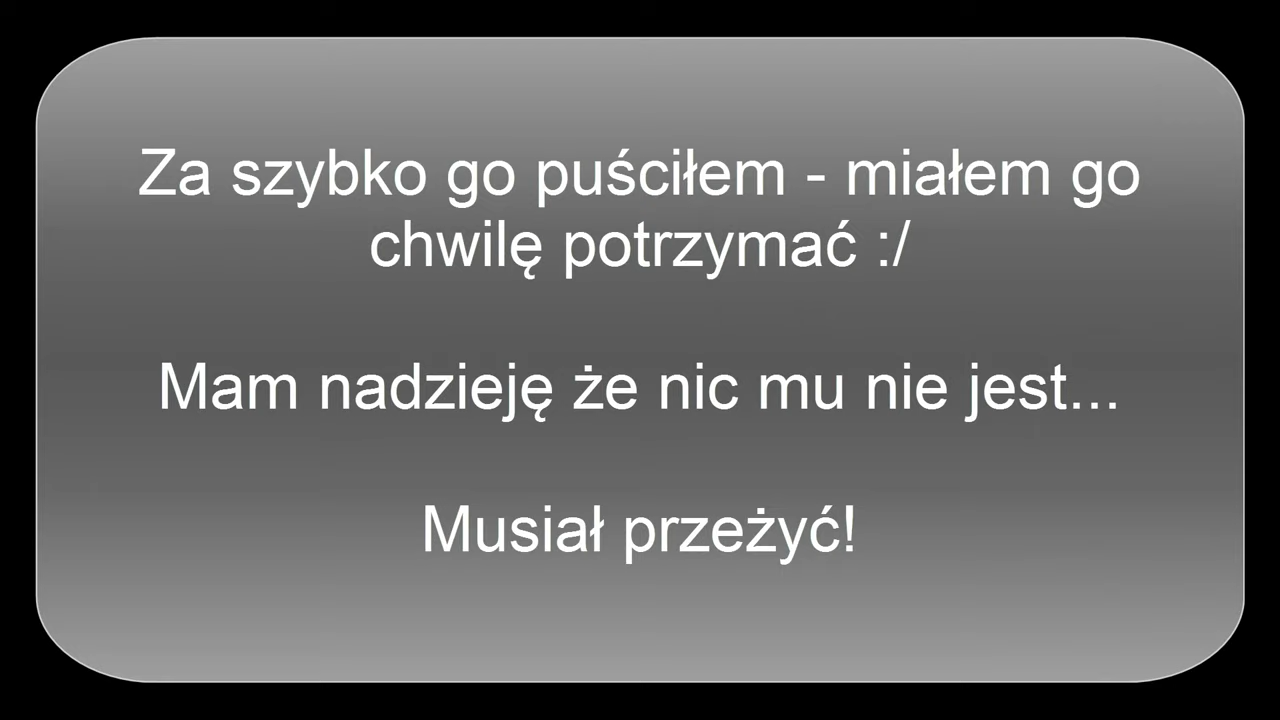 Za szybko go puściłem - miałem go
chwilę potrzymać :/
Mam nadzieję że nic mu nie jest...
Musiał przeżyć!